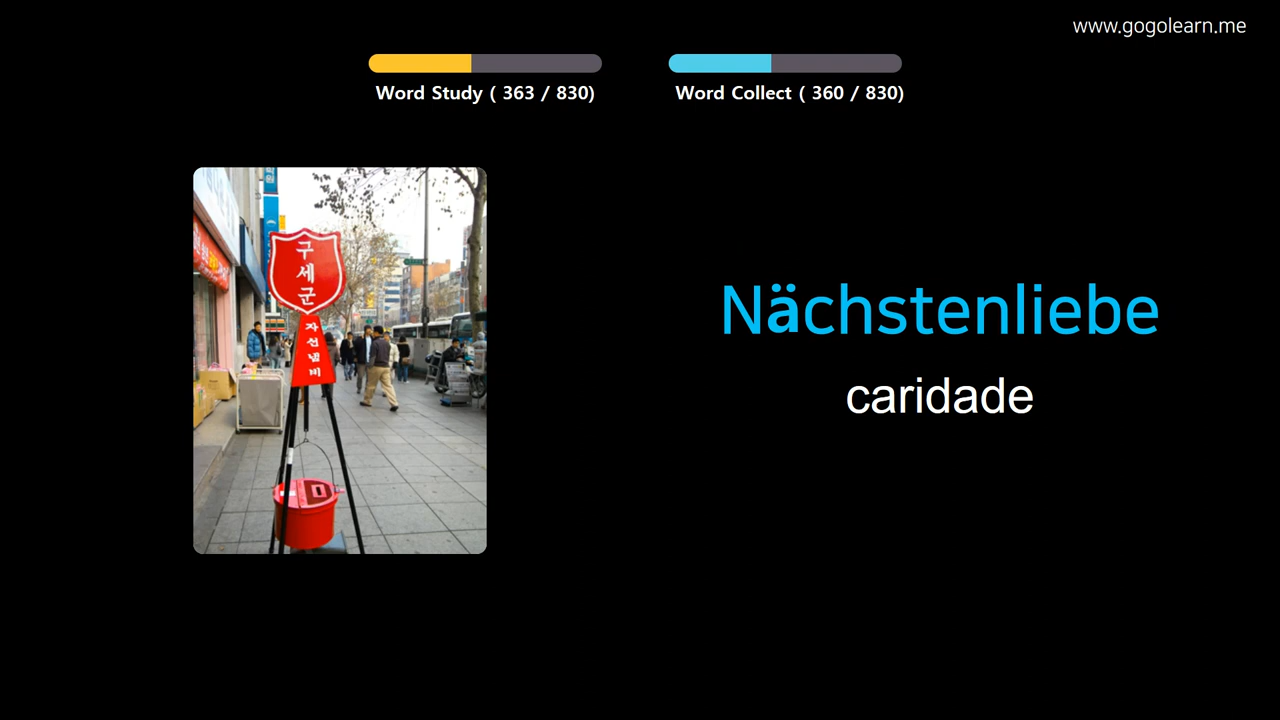 www.gogolearn.me
Word Study ( 363 / 830)
Word Collect ( 360 / 830)
구세군
자선냄비
Nächstenliebe
caridade